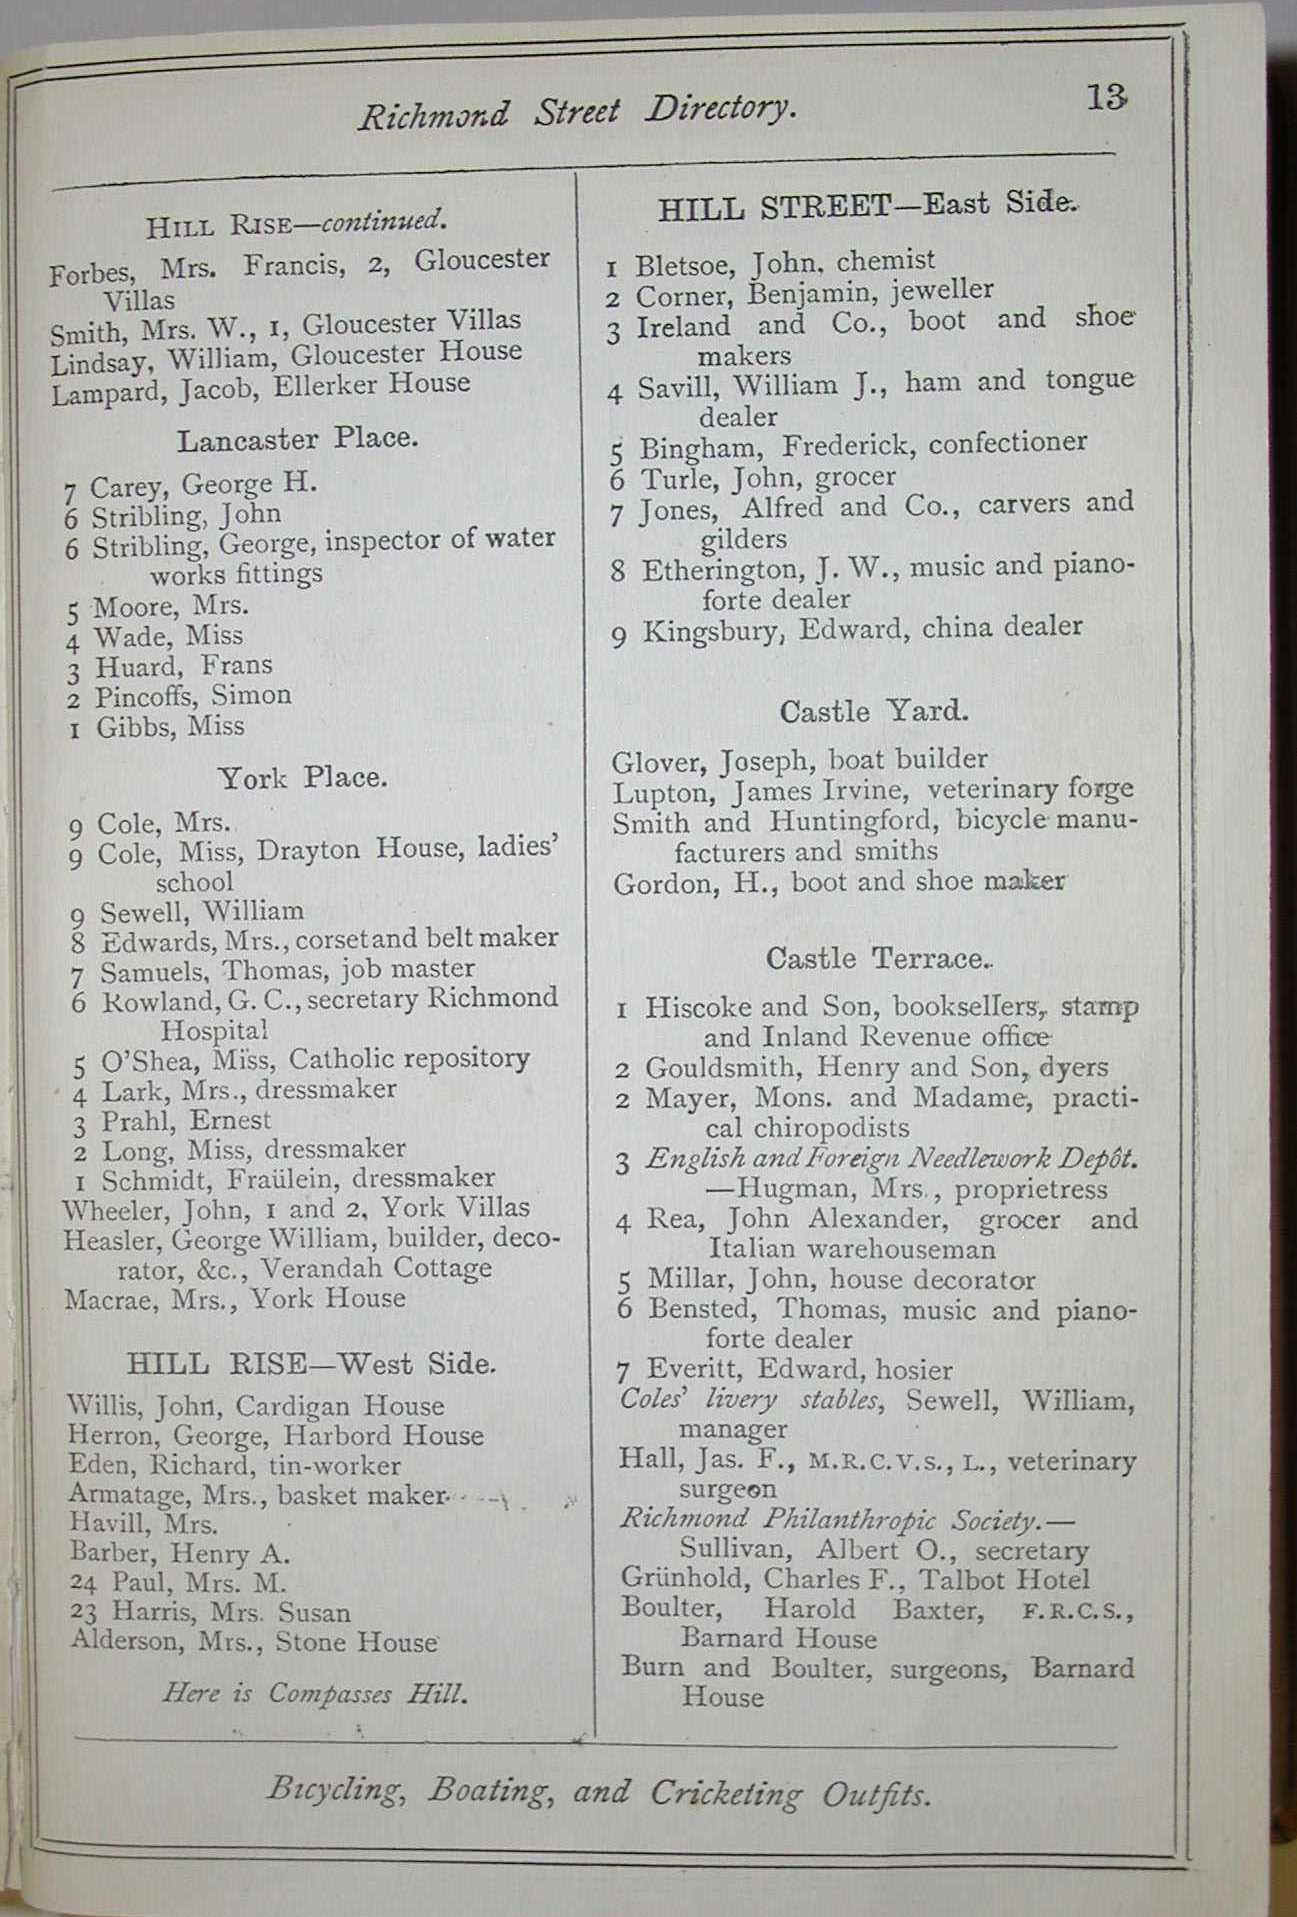 Richmond Street Directory.
13
HILL RISE—continued.
Forbes, Mrs. Francis, 2, Gloucester
Villas
Smith, Mrs. W., 1, Gloucester Villas
Lindsay, William, Gloucester House
Lampard, Jacob, Ellerker House
Lancaster Place.
7 Carey, George H.
6 Stribling, John
6 Stribling, George, inspector of water
works fittings
5 Moore, Mrs.
4 Wade, Miss
3 Huard, Frans
2 Pincoffs, Simon
1 Gibbs, Miss
York Place.
9 Cole, Mrs.
9 Cole, Miss, Drayton House, ladies'
school
9 Sewell, William
8 Edwards, Mrs., corset and belt maker
7 Samuels, Thomas, job master
6 Rowland, G. C., secretary Richmond
Hospital
5 O'Shea, Miss, Catholic repository
4 Lark, Mrs., dressmaker
3 Prahl, Ernest
2 Long, Miss, dressmaker
1 Schmidt, Fraülein, dressmaker
Wheeler, John, 1 and 2, York Villas
Heasler, George William, builder, deco-
rator, &c., Verandah Cottage
Macrae, Mrs., York House
HILL RISE—West Side.
Willis, John, Cardigan House
Herron, George, Harbord House
Eden, Richard, tin-worker
Armatage, Mrs., basket maker
Havill, Mrs.
Barber, Henry A.
24 Paul, Mrs. M.
23 Harris, Mrs. Susan
Alderson, Mrs., Stone House
Here is Compasses Hill.
HILL STREET—East Side.
1 Bletsoe, John, chemist
2 Corner, Benjamin, jeweller
3 Ireland and Co., boot and shoe
makers
4 Savill, William J., ham and tongue
dealer
5 Bingham, Frederick, confectioner
6 Turle, John, grocer
7 Jones, Alfred and Co., carvers and
gilders
8 Etherington, J. W., music and piano-
forte dealer
9 Kingsbury, Edward, china dealer
Castle Yard.
Glover, Joseph, boat builder
Lupton, James Irvine, veterinary forge
Smith and Huntingford, bicycle manu-
facturers and smiths
Gordon, H., boot and shoe maker
Castle Terrace.
1 Hiscoke and Son, booksellers, stamp
and Inland Revenue office
2 Gouldsmith, Henry and Son, dyers
2 Mayer, Mons. and Madame, practi-
cal chiropodists
3 English and Foreign Needlework Depôt.
—Hugman, Mrs., proprietress
4 Rea, John Alexander, grocer and
Italian warehouseman
5 Millar, John, house decorator
6 Bensted, Thomas, music and piano-
forte dealer
7 Everitt, Edward, hosier
Coles' livery stables, Sewell, William,
manager
Hall, Jas. F., M.R.C.V.S., L., veterinary
surgeon
Richmond Philanthropic Society.—
Sullivan, Albert O., secretary
Grünhold, Charles F., Talbot Hotel
Boulter, Harold Baxter, F.R.C.S.,
Barnard House
Burn and Boulter, surgeons, Barnard
House
Bicycling, Boating, and Cricketing Outfits.